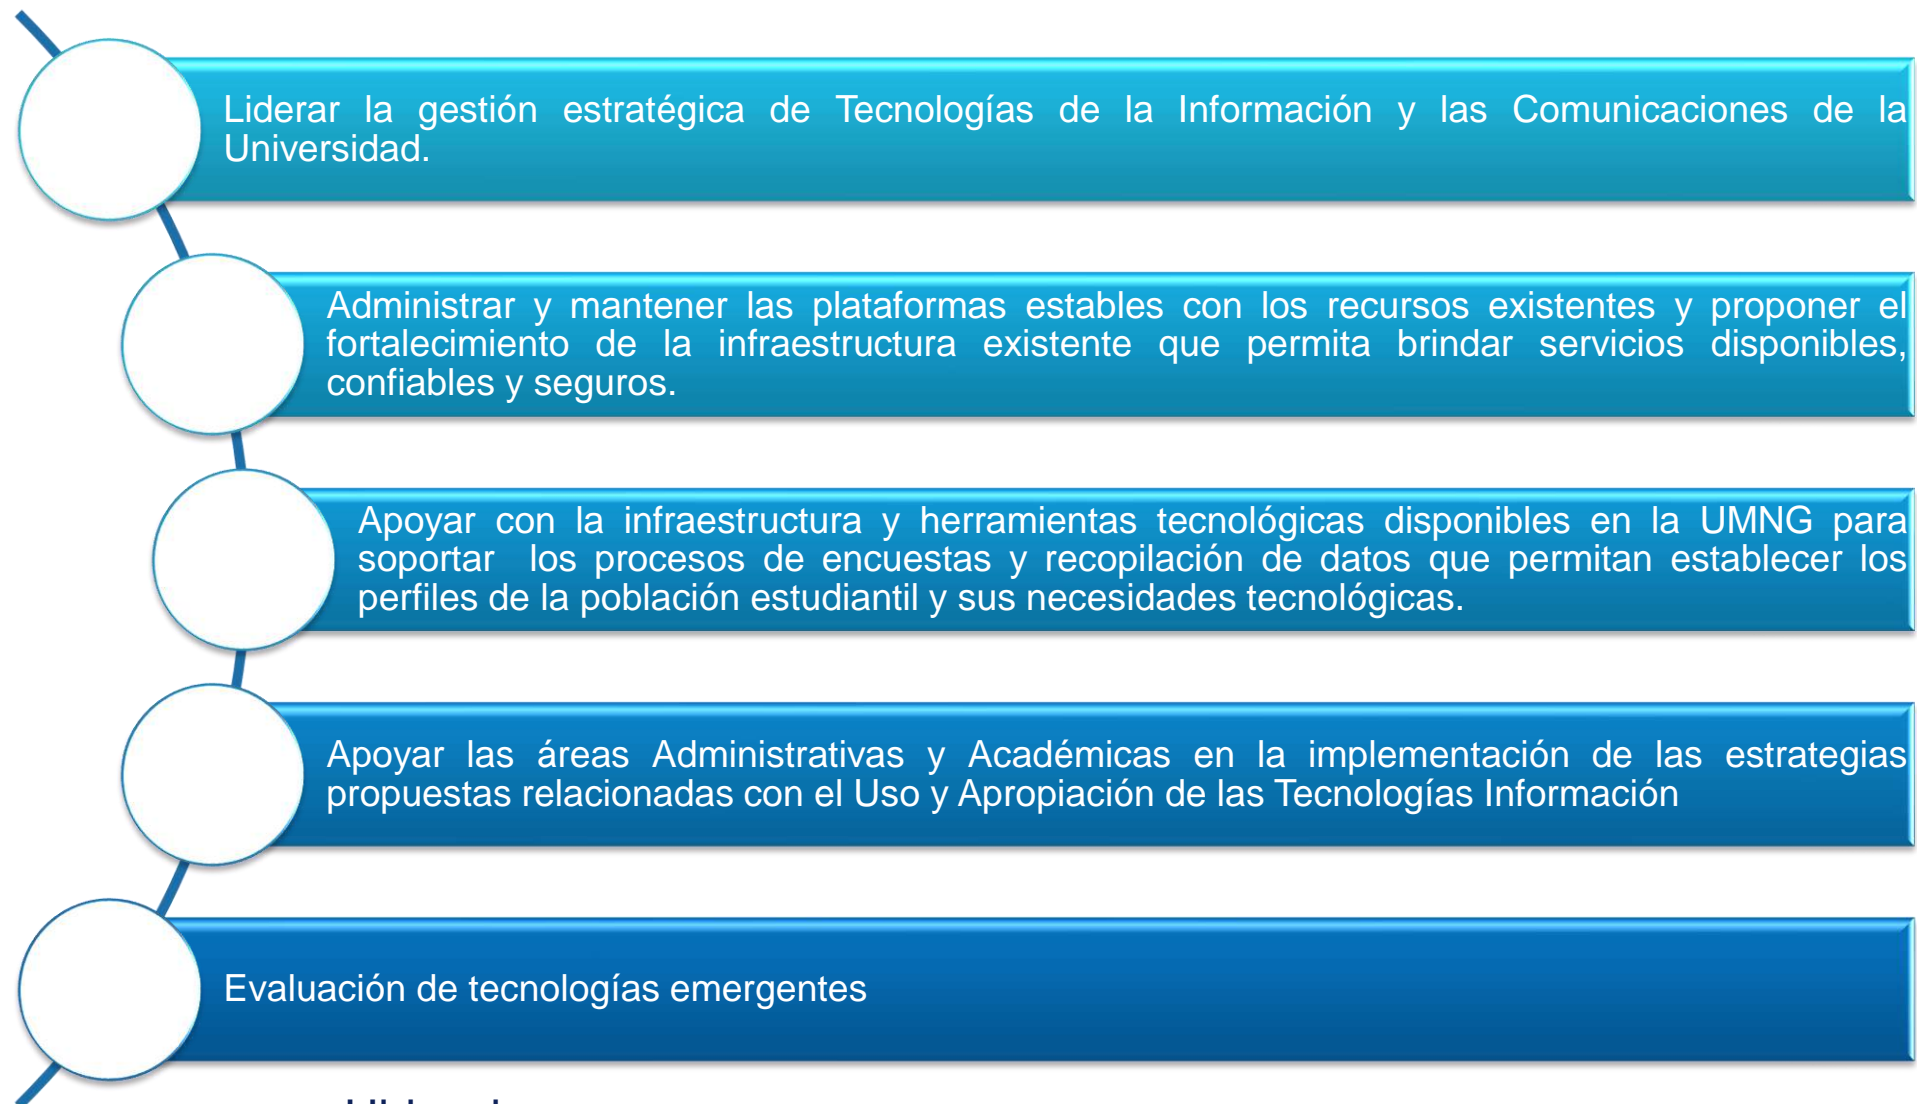 Liderar la gestión estratégica de Tecnologías de la Información y las Comunicaciones de la
Universidad.
Administrar y mantener las plataformas estables con los recursos existentes y proponer el
fortalecimiento de la infraestructura existente que permita brindar servicios disponibles,
confiables y seguros.
Apoyar con la infraestructura y herramientas tecnológicas disponibles en la UMNG para
soportar los procesos de encuestas y recopilación de datos que permitan establecer los
perfiles de la población estudiantil y sus necesidades tecnológicas.
Apoyar las áreas Administrativas y Académicas en la implementación de las estrategias
propuestas relacionadas con el Uso y Apropiación de las Tecnologías Información
Evaluación de tecnologías emergentes